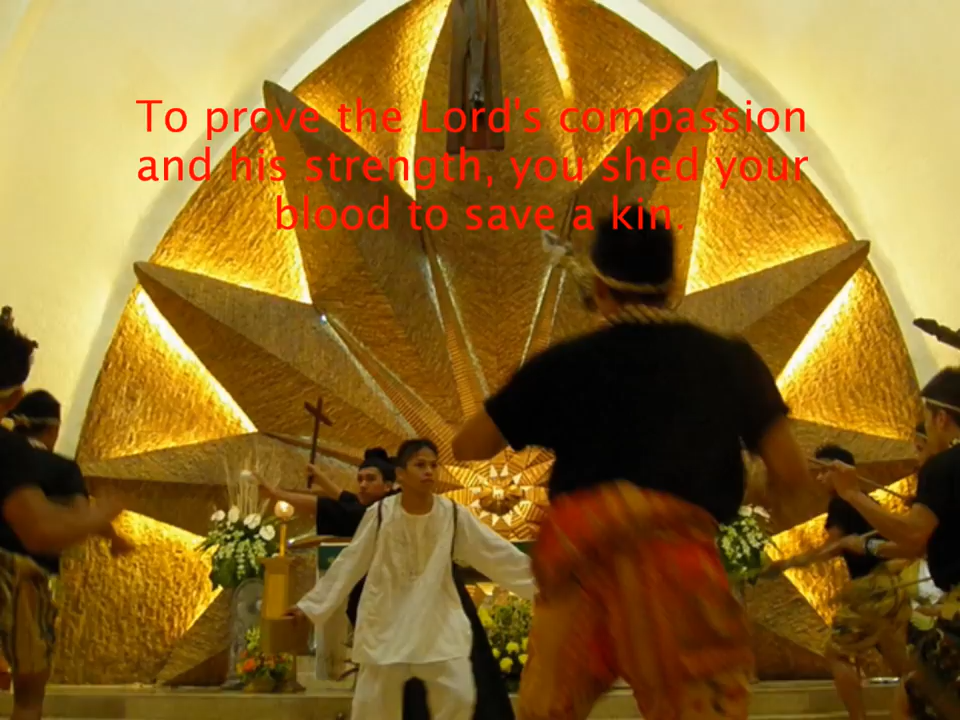 To prove the Lord's compassion
and his strength, you shed your
blood to save a kin.